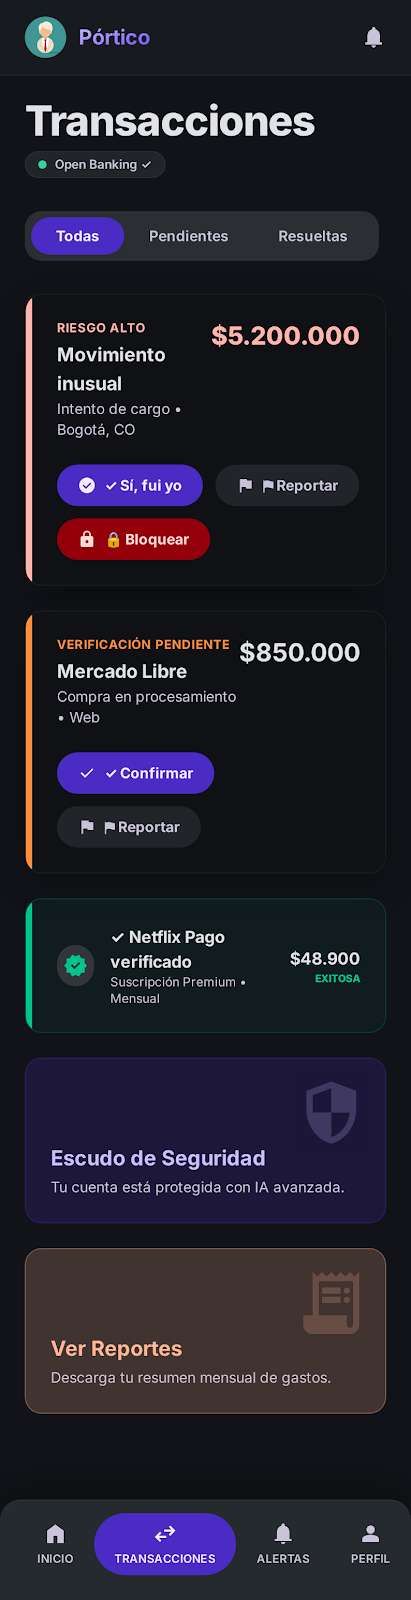 Pórtico
Transacciones
Open Banking ✓
Todas
Pendientes
Resueltas
RIESGO ALTO
$5.200.000
Movimiento
inusual
Intento de cargo •
Bogotá, CO
✓ Sí, fui yo
Reportar
🔒 Bloquear
VERIFICACIÓN PENDIENTE
$850.000
Mercado Libre
Compra en procesamiento
• Web
✓ Confirmar
Reportar
✓ Netflix Pago
verificado
$48.900
Suscripción Premium •
Mensual
EXITOSA
Escudo de Seguridad
Tu cuenta está protegida con IA avanzada.
Ver Reportes
Descarga tu resumen mensual de gastos.
INICIO
TRANSACCIONES
ALERTAS
PERFIL